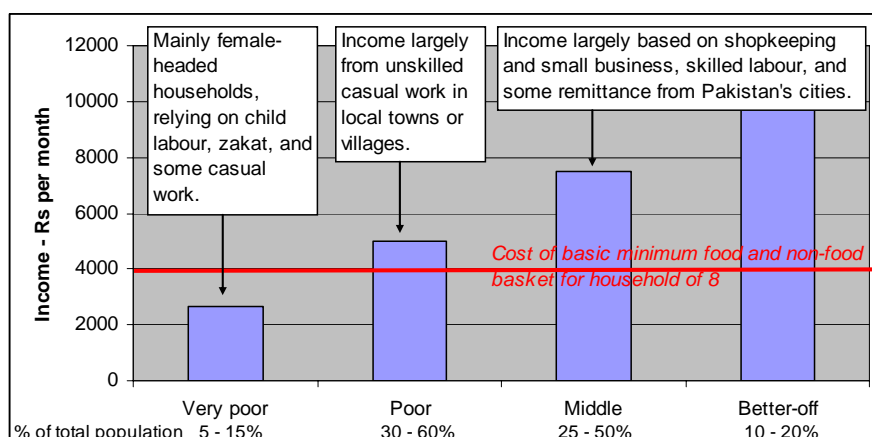 12000
10000
8000
6000
4000
2000
0
Income - Rs per month
Mainly female-
headed
households,
relying on child
labour, zakat, and
some casual
work.
Income largely
from unskilled
casual work in
local towns or
villages.
Income largely based on shopkeeping
and small business, skilled labour, and
some remittance from Pakistan's cities.
Cost of basic minimum food and non-food
basket for household of 8
Very poor Poor Middle Better-off
% of total population 5 - 15% 30 - 60% 25 - 50% 10 - 20%